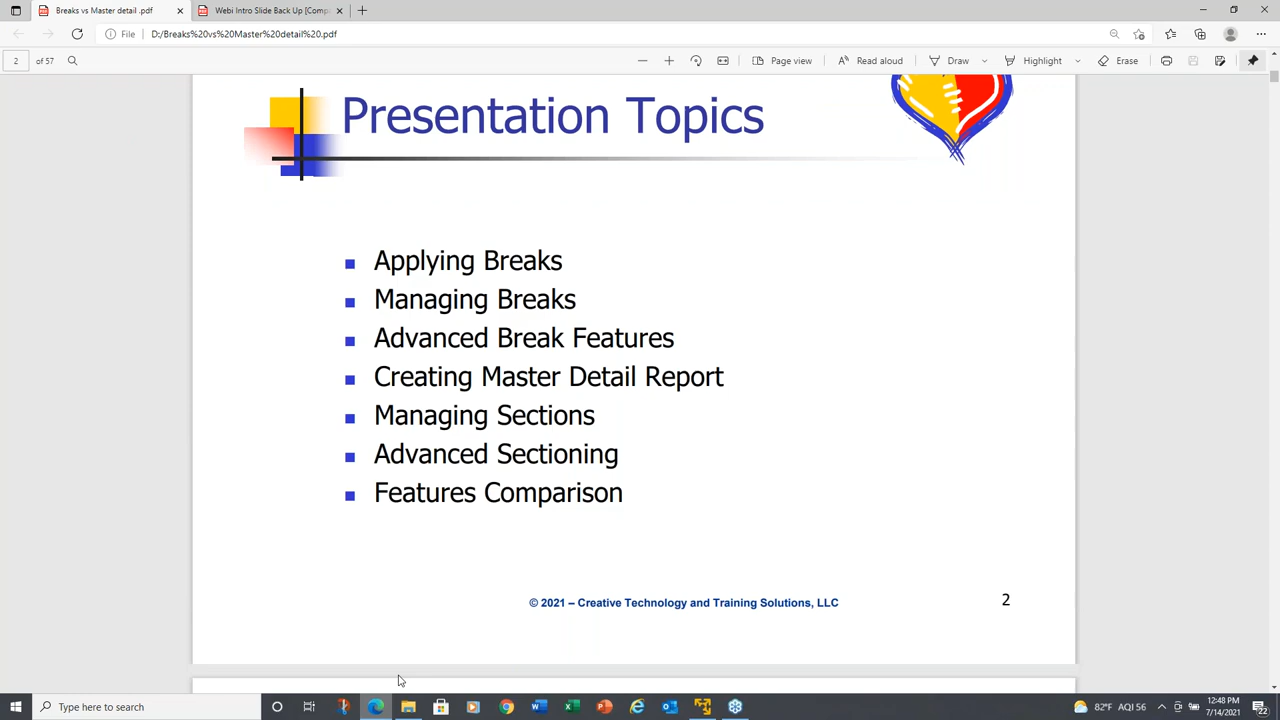 Breaks vs Master detail .pdf
Webi Intro Slide Back Up [Comp
File
D:/Breaks%20vs%20Master%20detail%20.pdf
2 of 57
Page view
Read aloud
Draw
Highlight
Erase
Presentation Topics
Applying Breaks
Managing Breaks
Advanced Break Features
Creating Master Detail Report
Managing Sections
Advanced Sectioning
Features Comparison
© 2021 – Creative Technology and Training Solutions, LLC
2
Type here to search
82°F AQI 56
12:48 PM
7/14/2021
22